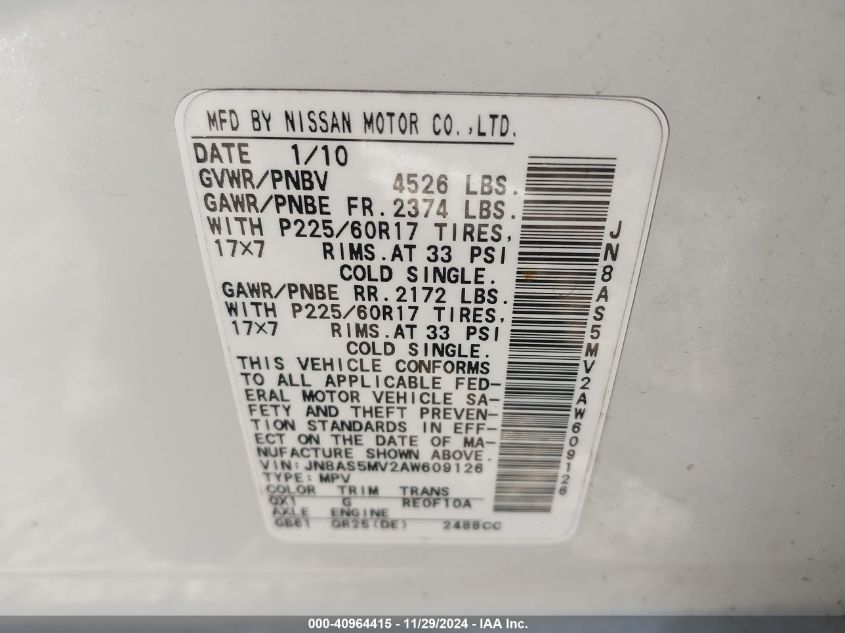 MFD BY NISSAN MOTOR CO.,LTD.
DATE 1/10
GVWR/PNBV 4526 LBS.
GAWR/PNBE FR.2374 LBS.
WITH P225/60R17 TIRES,
17X7 RIMS.AT 33 PSI
COLD SINGLE.
GAWR/PNBE RR.2172 LBS.
WITH P225/60R17 TIRES,
17X7 RIMS.AT 33 PSI
COLD SINGLE.
THIS VEHICLE CONFORMS
TO ALL APPLICABLE FED-
ERAL MOTOR VEHICLE SA-
FETY AND THEFT PREVEN-
TION STANDARDS IN EFF-
ECT ON THE DATE OF MA-
NUFACTURE SHOWN ABOVE.
VIN:JN8AS5MV2AW609126
TYPE:MPV
COLOR TRIM TRANS
QX1 G RE0F10A
AXLE ENGINE
GB61 QR25(DE) 2488CC
JN8AS5MV2AW609126
000-40964415 - 11/29/2024 - IAA Inc.